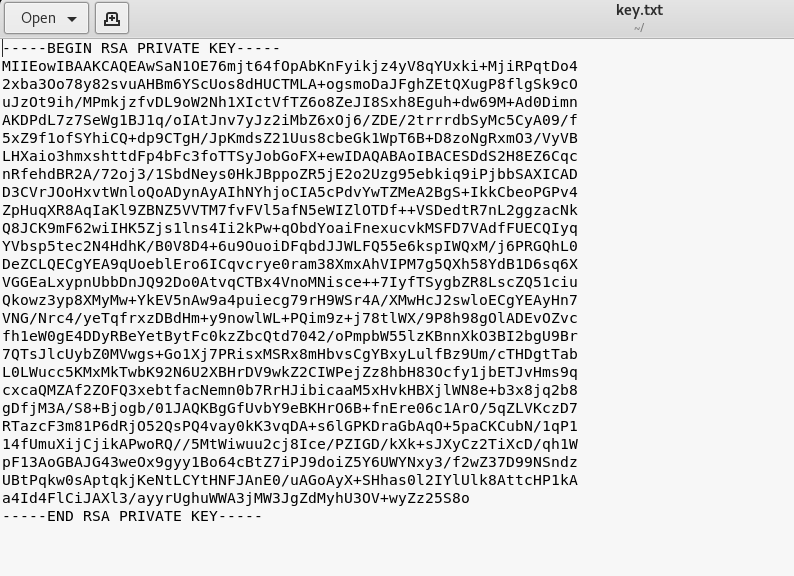 Open
key.txt
~/
-----BEGIN RSA PRIVATE KEY-----
MIIEowIBAAKCAQEAwSaN1OE76mjt64fOpAbKnFyikjz4yV8qYUxki+MjiRPqtDo4
2xba3Oo78y82svuAHBm6YScUos8dHUCTMLA+ogsmoDaJFghZEtQXugP8flgSk9cO
uJzOt9ih/MPmkjzfvDL9oW2Nh1XIctVfTZ6o8ZeJI8Sxh8Eguh+dw69M+Ad0Dimn
AKDPdL7z7SeWg1BJ1q/oIAtJnv7yJz2iMbZ6xOj6/ZDE/2trrrdbSyMc5CyA09/f
5xZ9f1ofSYhiCQ+dp9CTgH/JpKmdsZ21Uus8cbeGk1WpT6B+D8zoNgRxmO3/VyVB
LHXaio3hmxshttdFp4bFc3foTTSyJobGoFX+ewIDAQABAoIBACESDdS2H8EZ6Cqc
nRfehdBR2A/72oj3/1SbdNeys0HkJBppoZR5jE2o2Uzg95ebkiq9iPjbbSAXICAD
D3CVrJOoHxvtWnloQoADynAyAIhNYhjoCIA5cPdvYwTZMeA2BgS+IkkCbeoPGPv4
ZpHuqXR8AqIaKl9ZBNZ5VVTM7fvFVl5afN5eWIZlOTDf++VSDedtR7nL2ggzacNk
Q8JCK9mF62wiIHK5Zjs1lns4Ii2kPw+qObdYoaiFnexucvkMSFD7VAdfFUECQIyq
YVbsp5tec2N4HdhK/B0V8D4+6u9OuoiDFqbdJJWLFQ55e6kspIWQxM/j6PRGQhL0
DeZCLQECgYEA9qUoeblEro6ICqvcrye0ram38XmxAhVIPM7g5QXh58YdB1D6sq6X
VGGEaLxypnUbbDnJQ92Do0AtvqCTBx4VnoMNisce++7IyfTSygbZR8LscZQ51ciu
Qkowz3yp8XMyMw+YkEV5nAw9a4puiecg79rH9WSr4A/XMwHcJ2swloECgYEAyHn7
VNG/Nrc4/yeTqfrxzDBdHm+y9nowlWL+PQim9z+j78tlWX/9P8h98gOlADEvOZvc
fh1eW0gE4DDyRBeYetBytFc0kzZbcQtd7042/oPmpbW55lzKBnnXkO3BI2bgU9Br
7QTsJlcUybZ0MVwgs+Go1Xj7PRisxMSRx8mHbvsCgYBxyLulfBz9Um/cTHDgtTab
L0LWucc5KMxMkTwbK92N6U2XBHrDV9wkZ2CIWPejZz8hbH83Ocfy1jbETJvHms9q
cxcaQMZAf2ZOFQ3xebtfacNemn0b7RrHJibicaaM5xHvkHBXjlWN8e+b3x8jq2b8
gDfjM3A/S8+Bjogb/01JAQKBgGfUvbY9eBKHrO6B+fnEre06c1ArO/5qZLVKczD7
RTazcF3m81P6dRjO52QsPQ4vay0kK3vqDA+s6lGPKDraGbAqO+5paCKCubN/1qP1
14fUmuXijCjikAPwoRQ//5MtWiwuu2cj8Ice/PZIGD/kXk+sJXyCz2TiXcD/qh1W
pF13AoGBAJG43weOx9gyy1Bo64cBtZ7iPJ9doiZ5Y6UWYNxy3/f2wZ37D99NSndz
UBtPqkw0sAptqkjKeNtLCYtHNFJAnE0/uAGoAyX+SHhas0l2IYlUlk8AttcHP1kA
a4Id4FlCiJAXl3/ayyrUghuWWA3jMW3JgZdMyhU3OV+wyZz25S8o
-----END RSA PRIVATE KEY-----